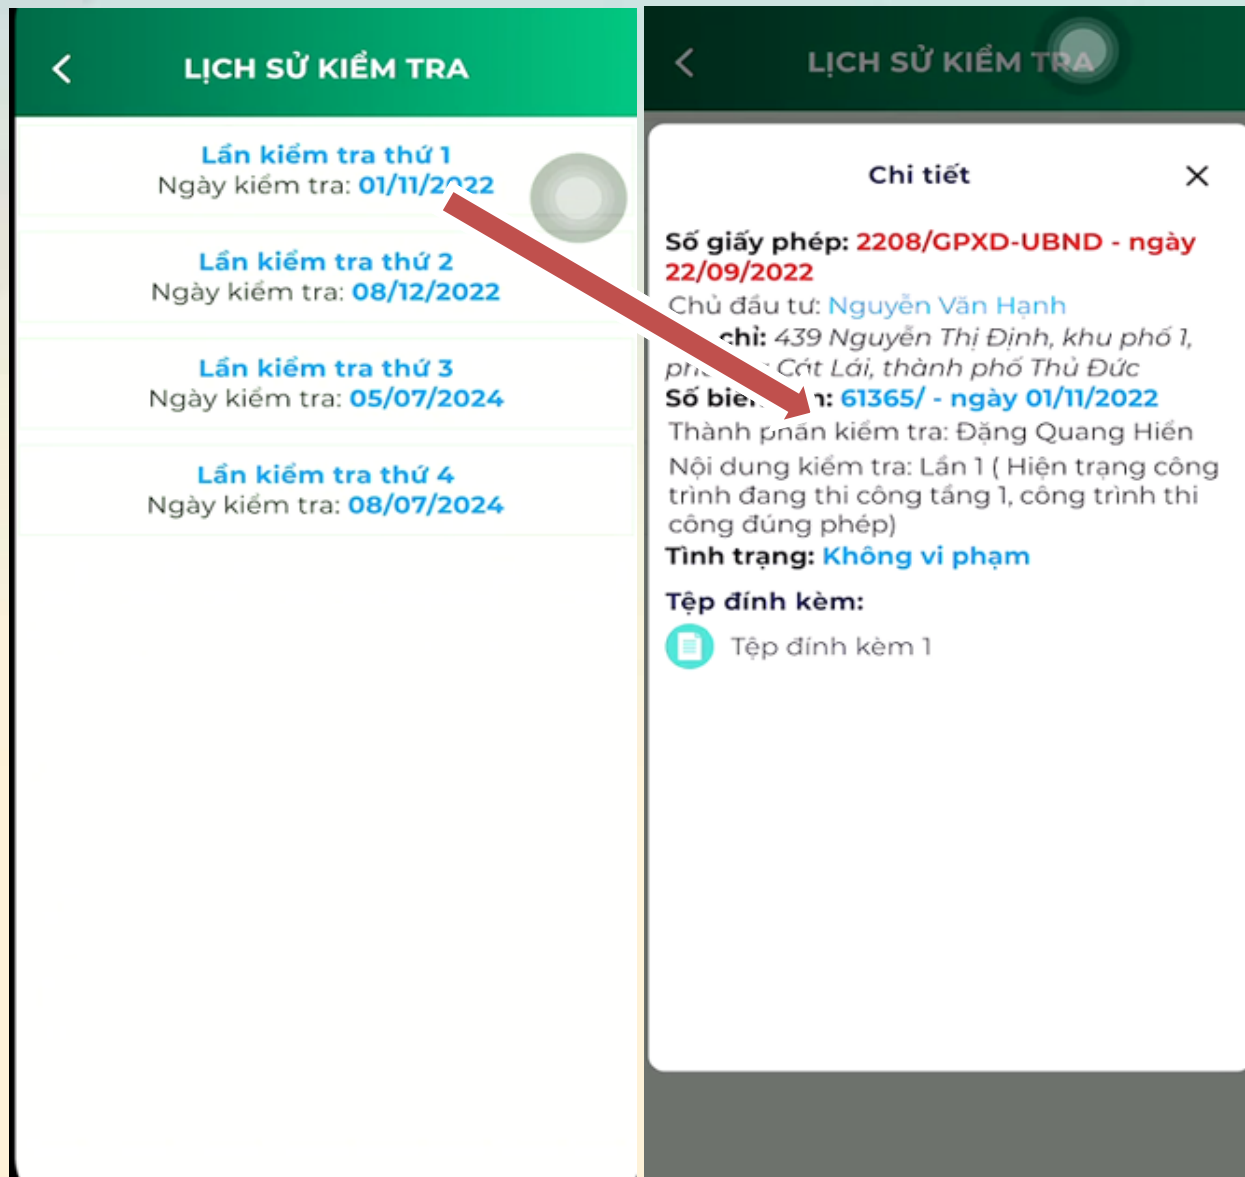 LỊCH SỬ KIỂM TRA
Lần kiểm tra thứ 1
Ngày kiểm tra: 01/11/2022
Lần kiểm tra thứ 2
Ngày kiểm tra: 08/12/2022
Lần kiểm tra thứ 3
Ngày kiểm tra: 05/07/2024
Lần kiểm tra thứ 4
Ngày kiểm tra: 08/07/2024
LỊCH SỬ KIỂM TRA
Chi tiết
Số giấy phép: 2208/GPXD-UBND - ngày
22/09/2022
Chủ đầu tư: Nguyễn Văn Hạnh
chỉ: 439 Nguyễn Thị Định, khu phố 1,
Cát Lái, thành phố Thủ Đức
Số 61365/ - ngày 01/11/2022
Thành phần kiểm tra: Đặng Quang Hiển
Nội dung kiểm tra: Lần 1 ( Hiện trạng công
trình đang thi công tầng 1, công trình thi
công đúng phép)
Tình trạng: Không vi phạm
Tệp đính kèm:
Tệp đính kèm 1